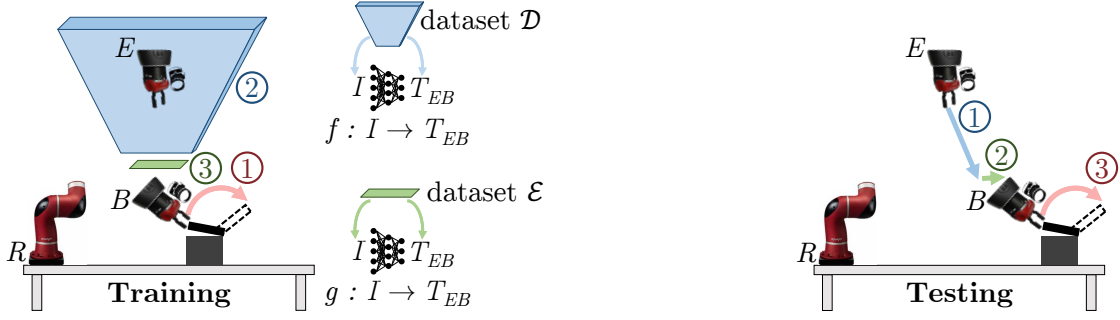 E
②
③
①
B
R
Training
dataset 𝒟
I T_EB
f : I → T_EB
dataset ℰ
I T_EB
g : I → T_EB
E
①
②
③
B
R
Testing